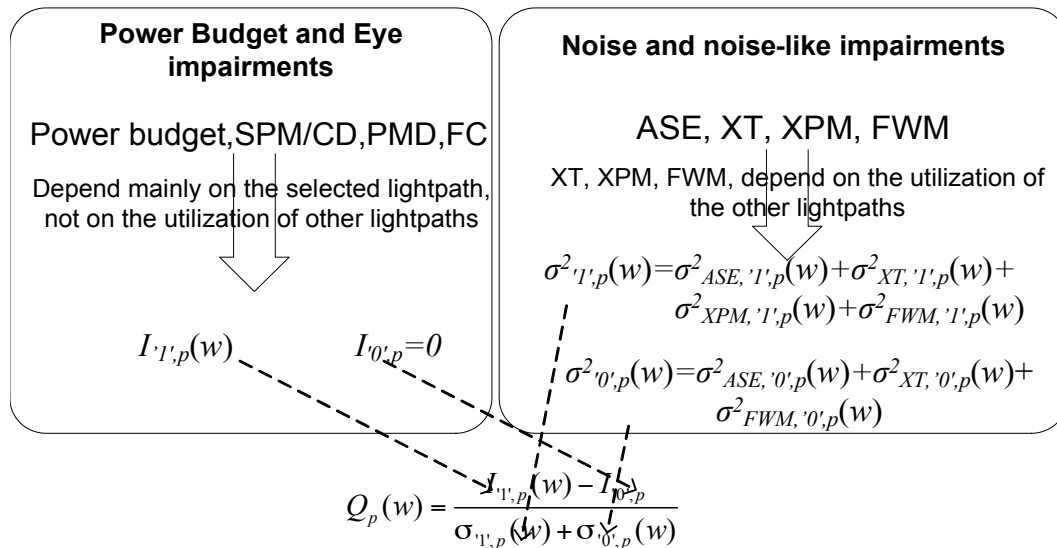 Power Budget and Eye
impairments
Power budget,SPM/CD,PMD,FC
Depend mainly on the selected lightpath,
not on the utilization of other lightpaths
I'1',p(w) I'0',p=0
Noise and noise-like impairments
ASE, XT, XPM, FWM
XT, XPM, FWM, depend on the utilization of
the other lightpaths
σ²'1',p(w)=σ²ASE,'1',p(w)+σ²XT,'1',p(w)+
σ²XPM,'1',p(w)+σ²FWM,'1',p(w)
σ²'0',p(w)=σ²ASE,'0',p(w)+σ²XT,'0',p(w)+
σ²FWM,'0',p(w)
Qp(w) = (I'1',p(w) − I'0',p) / (σ'1',p(w) + σ'0',p(w))